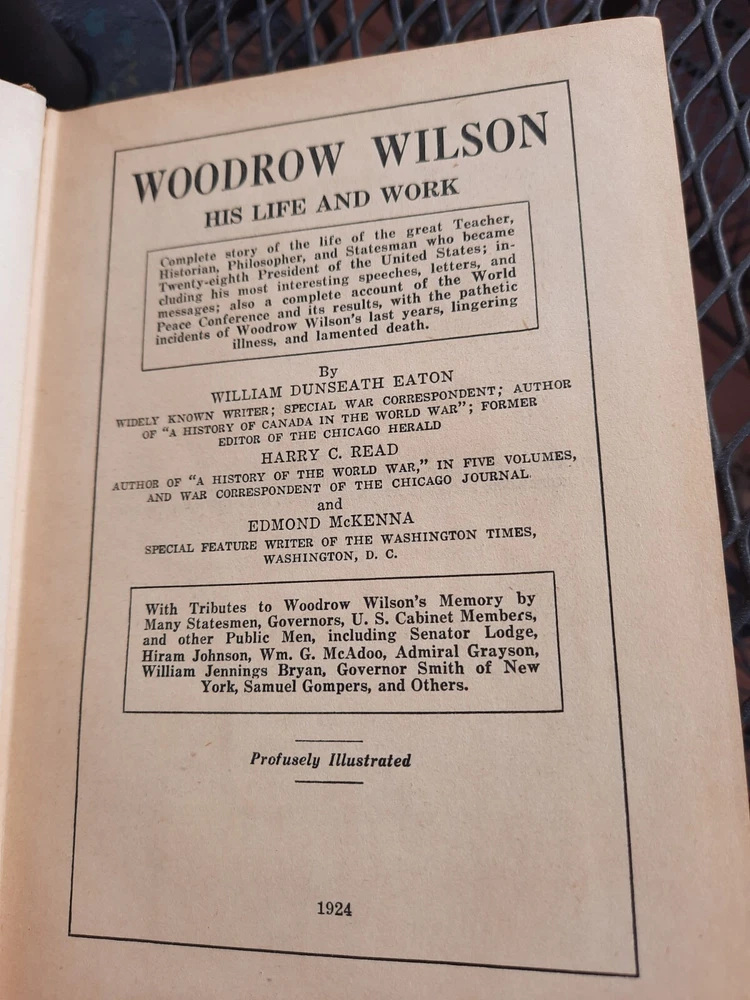 WOODROW WILSON
HIS LIFE AND WORK
Complete story of the life of the great Teacher,
Historian, Philosopher, and Statesman who became
Twenty-eighth President of the United States; in-
cluding his most interesting speeches, letters, and
messages; also a complete account of the World
Peace Conference and its results, with the pathetic
incidents of Woodrow Wilson's last years, lingering
illness, and lamented death.
By
WILLIAM DUNSEATH EATON
WIDELY KNOWN WRITER; SPECIAL WAR CORRESPONDENT; AUTHOR
OF "A HISTORY OF CANADA IN THE WORLD WAR"; FORMER
EDITOR OF THE CHICAGO HERALD
HARRY C. READ
AUTHOR OF "A HISTORY OF THE WORLD WAR," IN FIVE VOLUMES,
AND WAR CORRESPONDENT OF THE CHICAGO JOURNAL
and
EDMOND McKENNA
SPECIAL FEATURE WRITER OF THE WASHINGTON TIMES,
WASHINGTON, D. C.
With Tributes to Woodrow Wilson's Memory by
Many Statesmen, Governors, U. S. Cabinet Members,
and other Public Men, including Senator Lodge,
Hiram Johnson, Wm. G. McAdoo, Admiral Grayson,
William Jennings Bryan, Governor Smith of New
York, Samuel Gompers, and Others.
Profusely Illustrated
1924